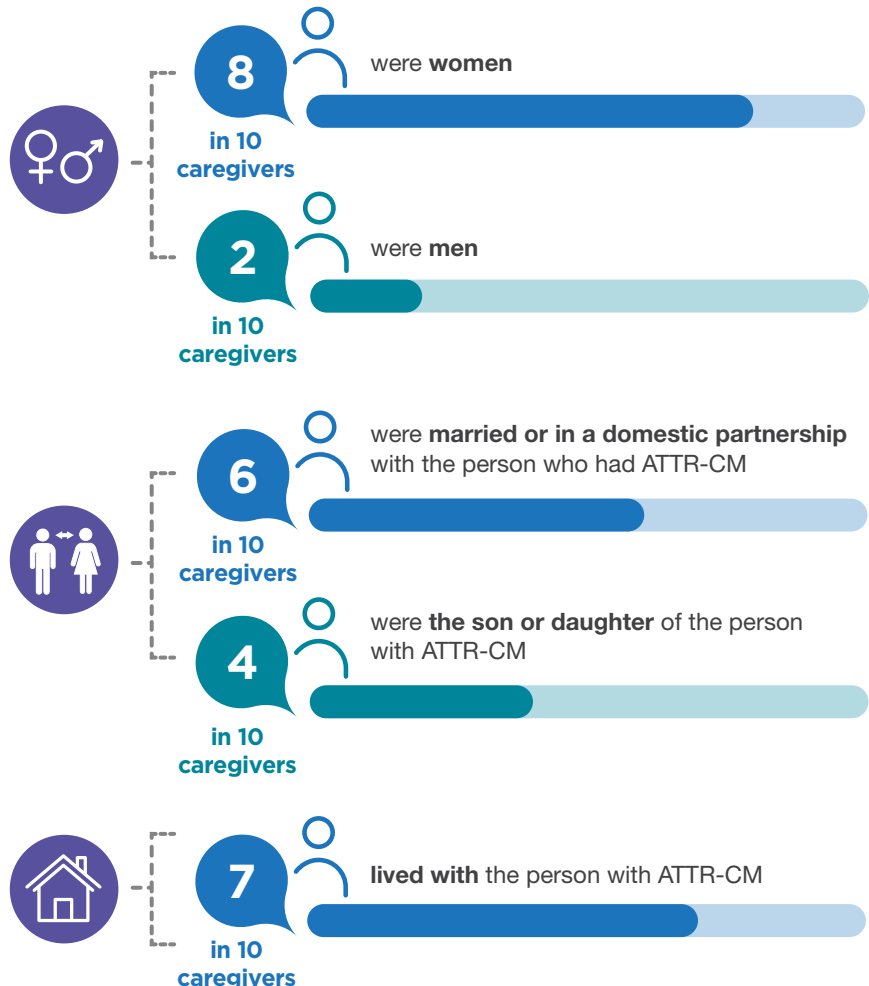 8
were women
in 10
caregivers
2
were men
in 10
caregivers
6
were married or in a domestic partnership
with the person who had ATTR-CM
in 10
caregivers
4
were the son or daughter of the person
with ATTR-CM
in 10
caregivers
7
lived with the person with ATTR-CM
in 10
caregivers